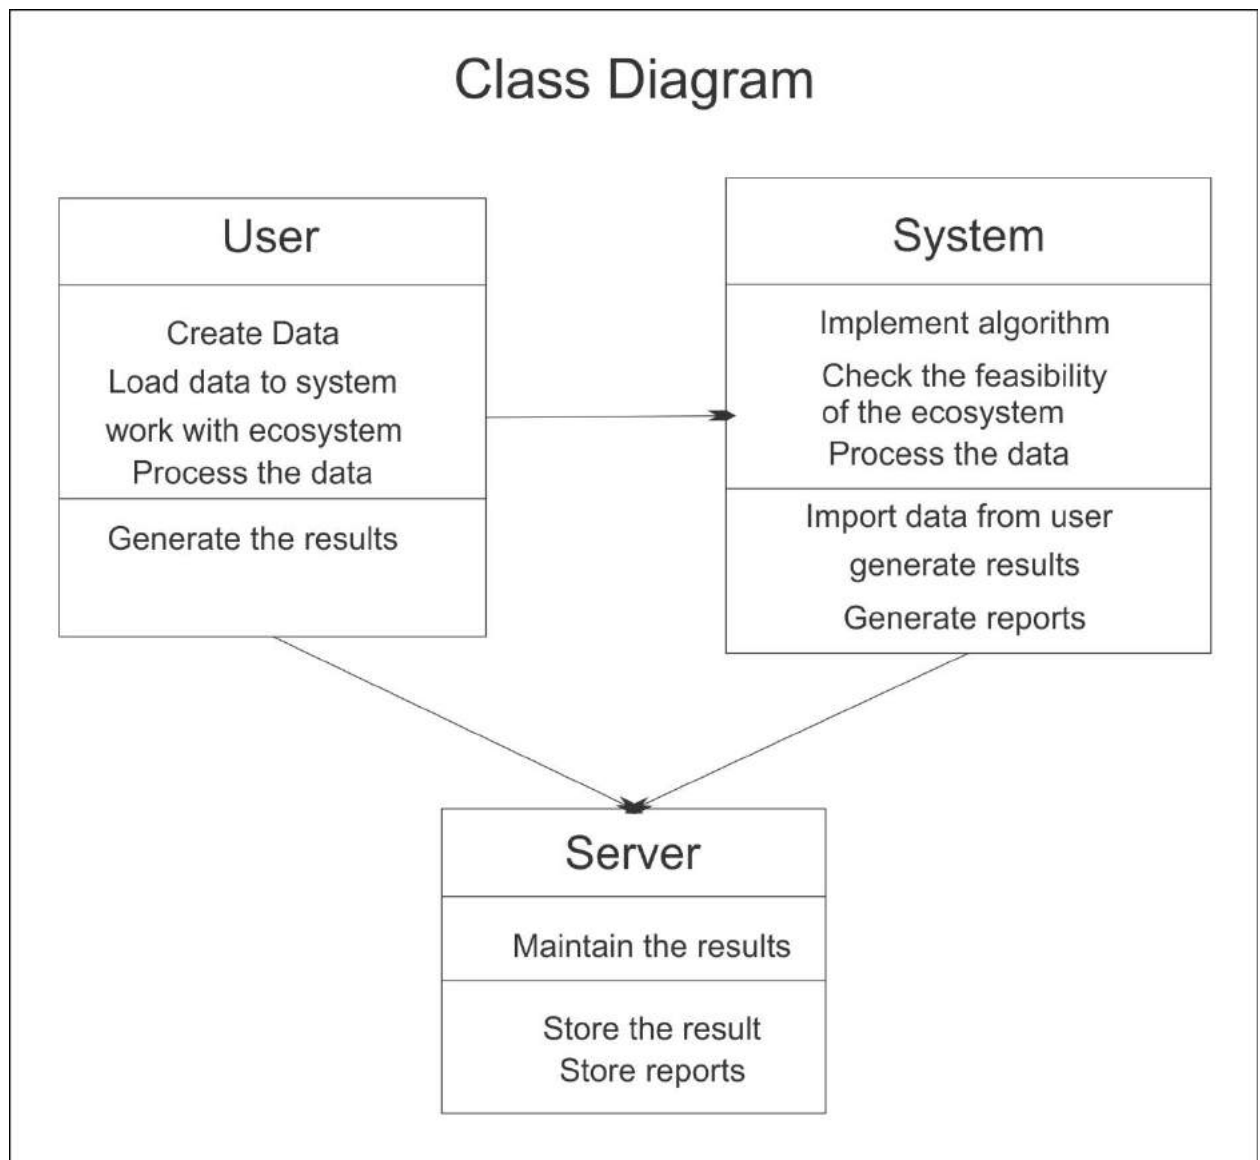 Class Diagram
User
Create Data
Load data to system
work with ecosystem
Process the data
Generate the results
System
Implement algorithm
Check the feasibility
of the ecosystem
Process the data
Import data from user
generate results
Generate reports
Server
Maintain the results
Store the result
Store reports